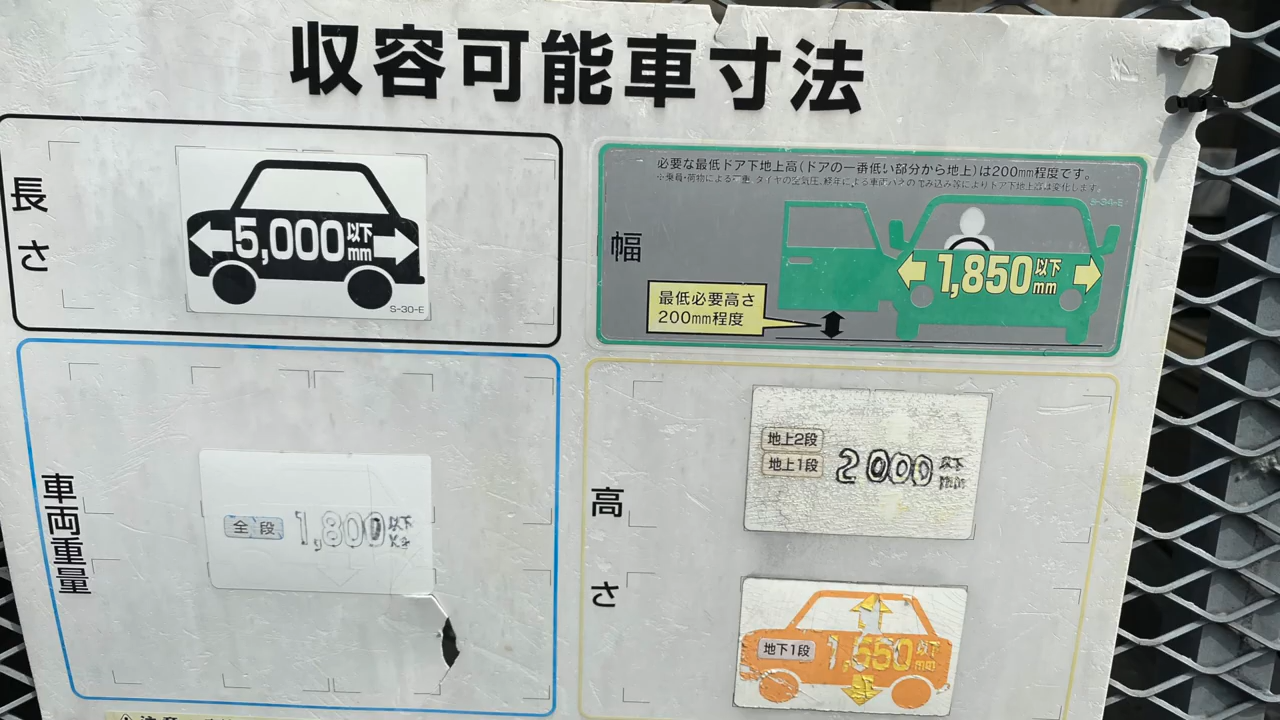 収容可能車寸法
長さ
5,000以下mm
S-30-E
幅
必要な最低ドア下地上高(ドアの一番低い部分から地上)は200mm程度です。
S-34-E
1,850以下mm
最低必要高さ
200mm程度
車両重量
全段 1,800以下Kg
高さ
地上2段
地上1段
2000以下mm
地下1段 1,550以下mm